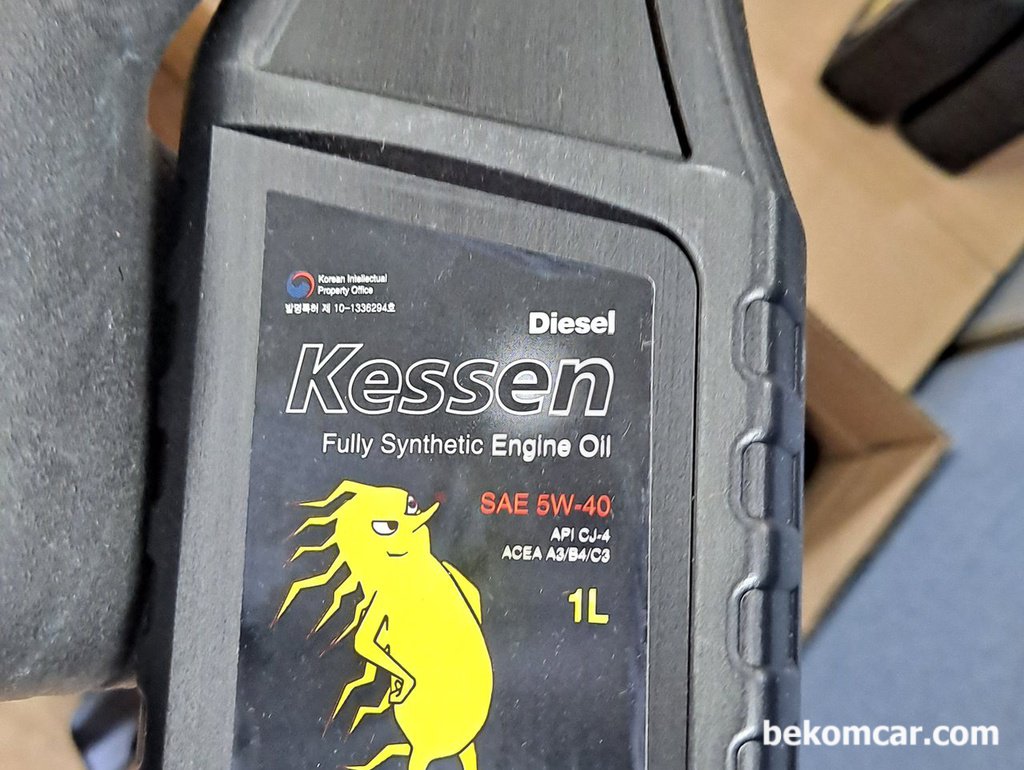 Korean Intellectual
Property Office
발명특허 제 10-1336294호
Diesel
Kessen
Fully Synthetic Engine Oil
SAE 5W-40
API CJ-4
ACEA A3/B4/C3
1L
bekomcar.com